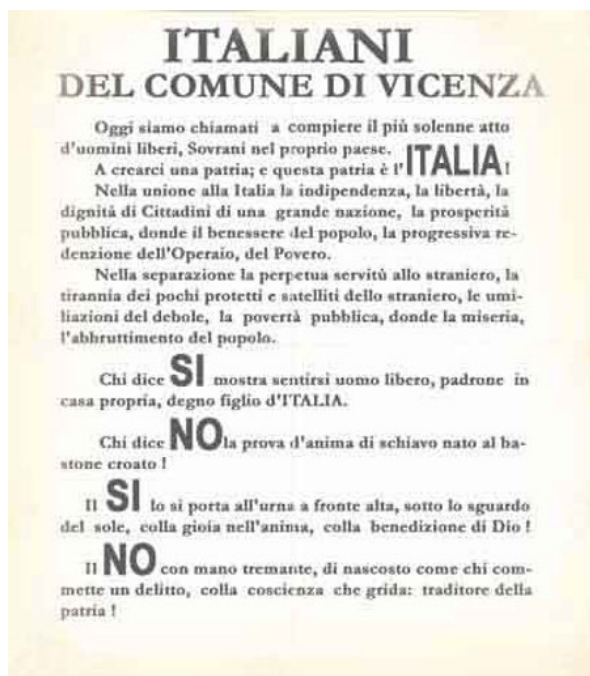 ITALIANI
DEL COMUNE DI VICENZA
Oggi siamo chiamati a compiere il più solenne atto
d'uomini liberi, Sovrani nel proprio paese.
A crearci una patria; e questa patria è l'ITALIA!
Nella unione alla Italia la indipendenza, la libertà, la
dignità di Cittadini di una grande nazione, la prosperità
pubblica, donde il benessere del popolo, la progressiva re-
denzione dell'Operaio, del Povero.
Nella separazione la perpetua servitù allo straniero, la
tirannia dei pochi protetti e satelliti dello straniero, le umi-
liazioni del debole, la povertà pubblica, donde la miseria,
l'abbruttimento del popolo.
Chi dice SI mostra sentirsi uomo libero, padrone in
casa propria, degno figlio d'ITALIA.
Chi dice NO la prova d'anima di schiavo nato al ba-
stone croato !
Il SI lo si porta all'urna a fronte alta, sotto lo sguardo
del sole, colla gioia nell'anima, colla benedizione di Dio !
Il NO con mano tremante, di nascosto come chi com-
mette un delitto, colla coscienza che grida: traditore della
patria !